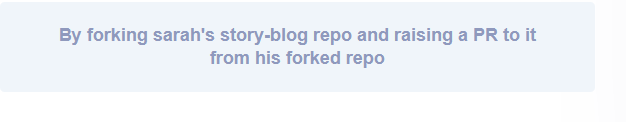 By forking sarah's story-blog repo and raising a PR to it
from his forked repo